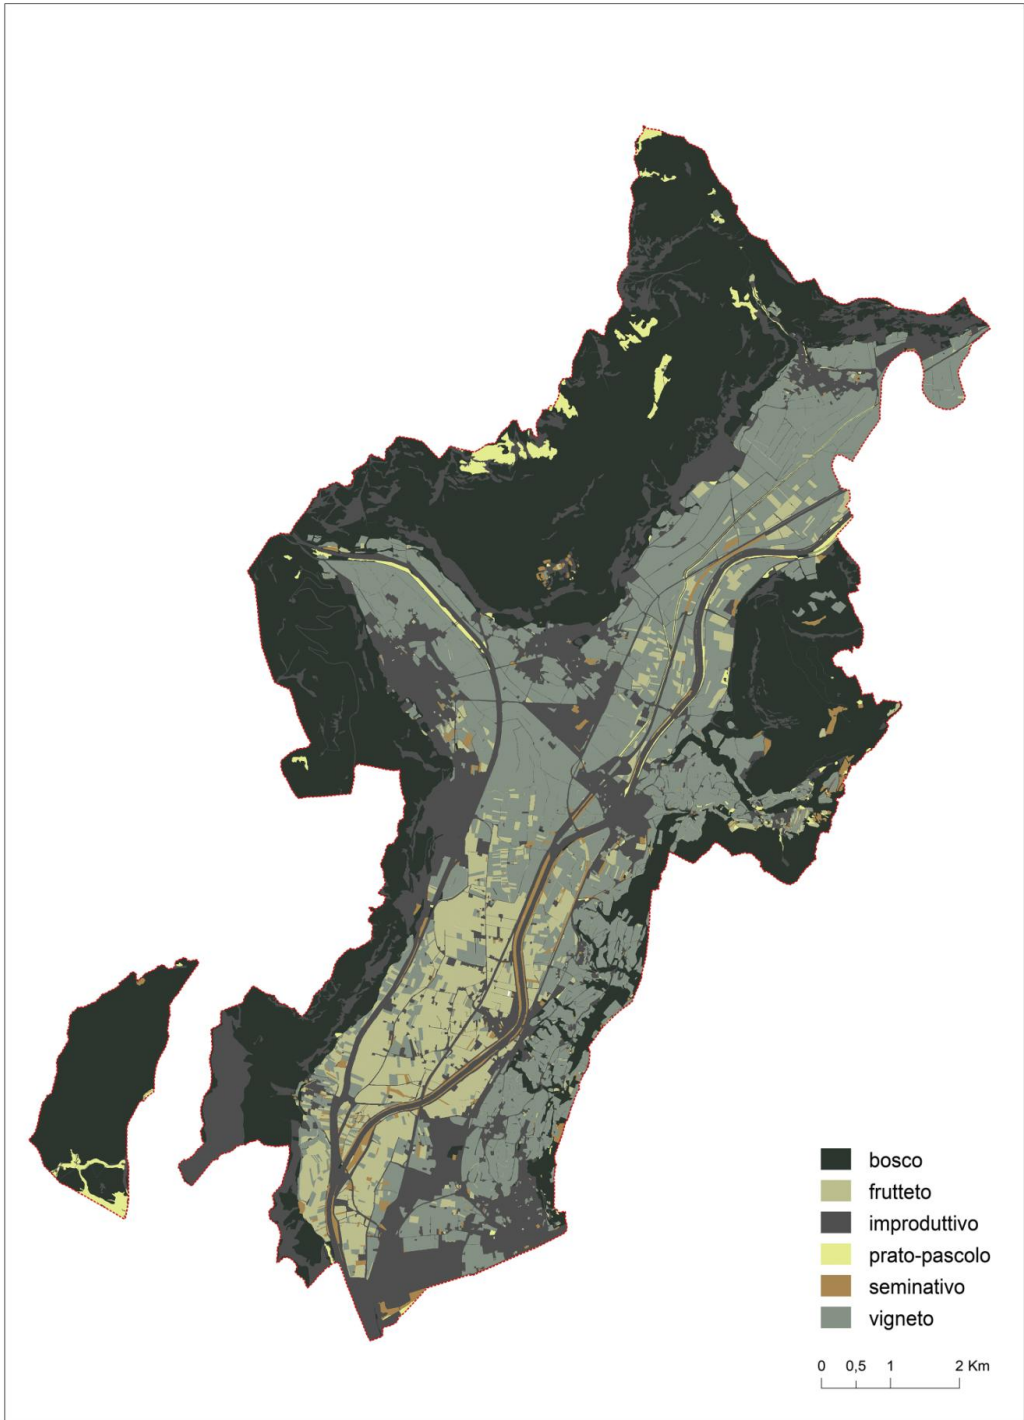 bosco
frutteto
improduttivo
prato-pascolo
seminativo
vigneto
0 0,5 1 2 Km